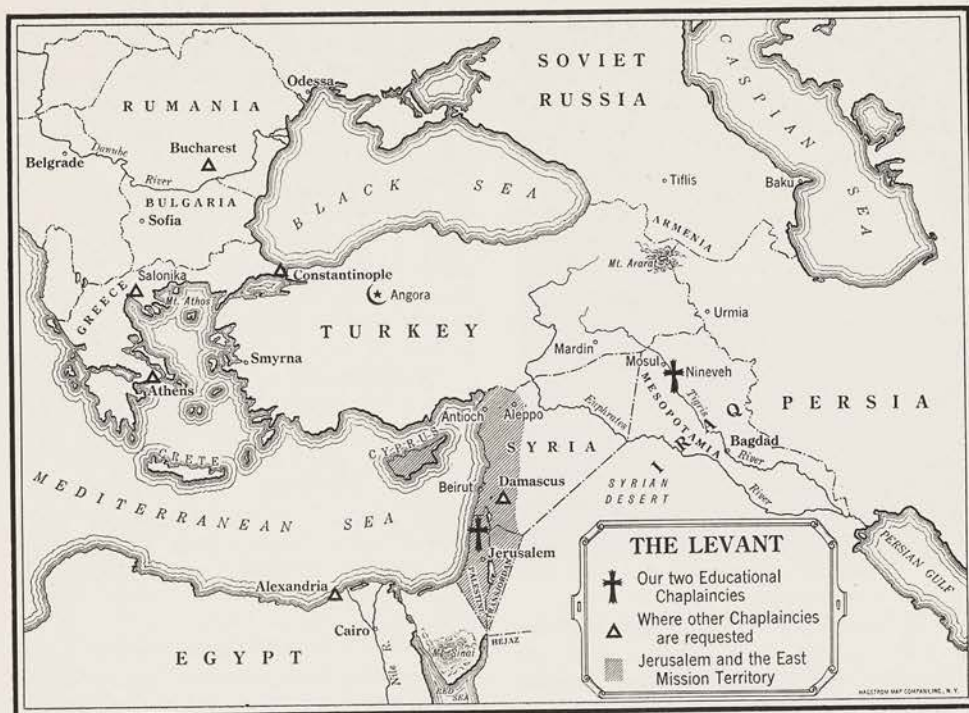 SOVIET
RUSSIA
CASPIAN SEA
Odessa
RUMANIA
Bucharest
Belgrade
Danube
River
BULGARIA
Sofia
BLACK SEA
Tiflis
Baku
ARMENIA
Mt. Ararat
Constantinople
Salonika
Mt. Athos
GREECE
Angora
Urmia
TURKEY
Smyrna
Mardin
Mosul
Nineveh
Athens
Tigris
MESOPOTAMIA
IRAQ
PERSIA
Antioch
Aleppo
Euphrates
SYRIA
CRETE
CYPRUS
Bagdad
River
Beirut
Damascus
SYRIAN
DESERT
River
MEDITERRANEAN SEA
Jerusalem
PALESTINE
TRANSJORDAN
PERSIAN GULF
Alexandria
Cairo
HEJAZ
EGYPT
Nile R.
Mt. Sinai
RED
SEA
THE LEVANT
Our two Educational
Chaplaincies
Where other Chaplaincies
are requested
Jerusalem and the East
Mission Territory
HAGSTROM MAP COMPANY, INC., N. Y.